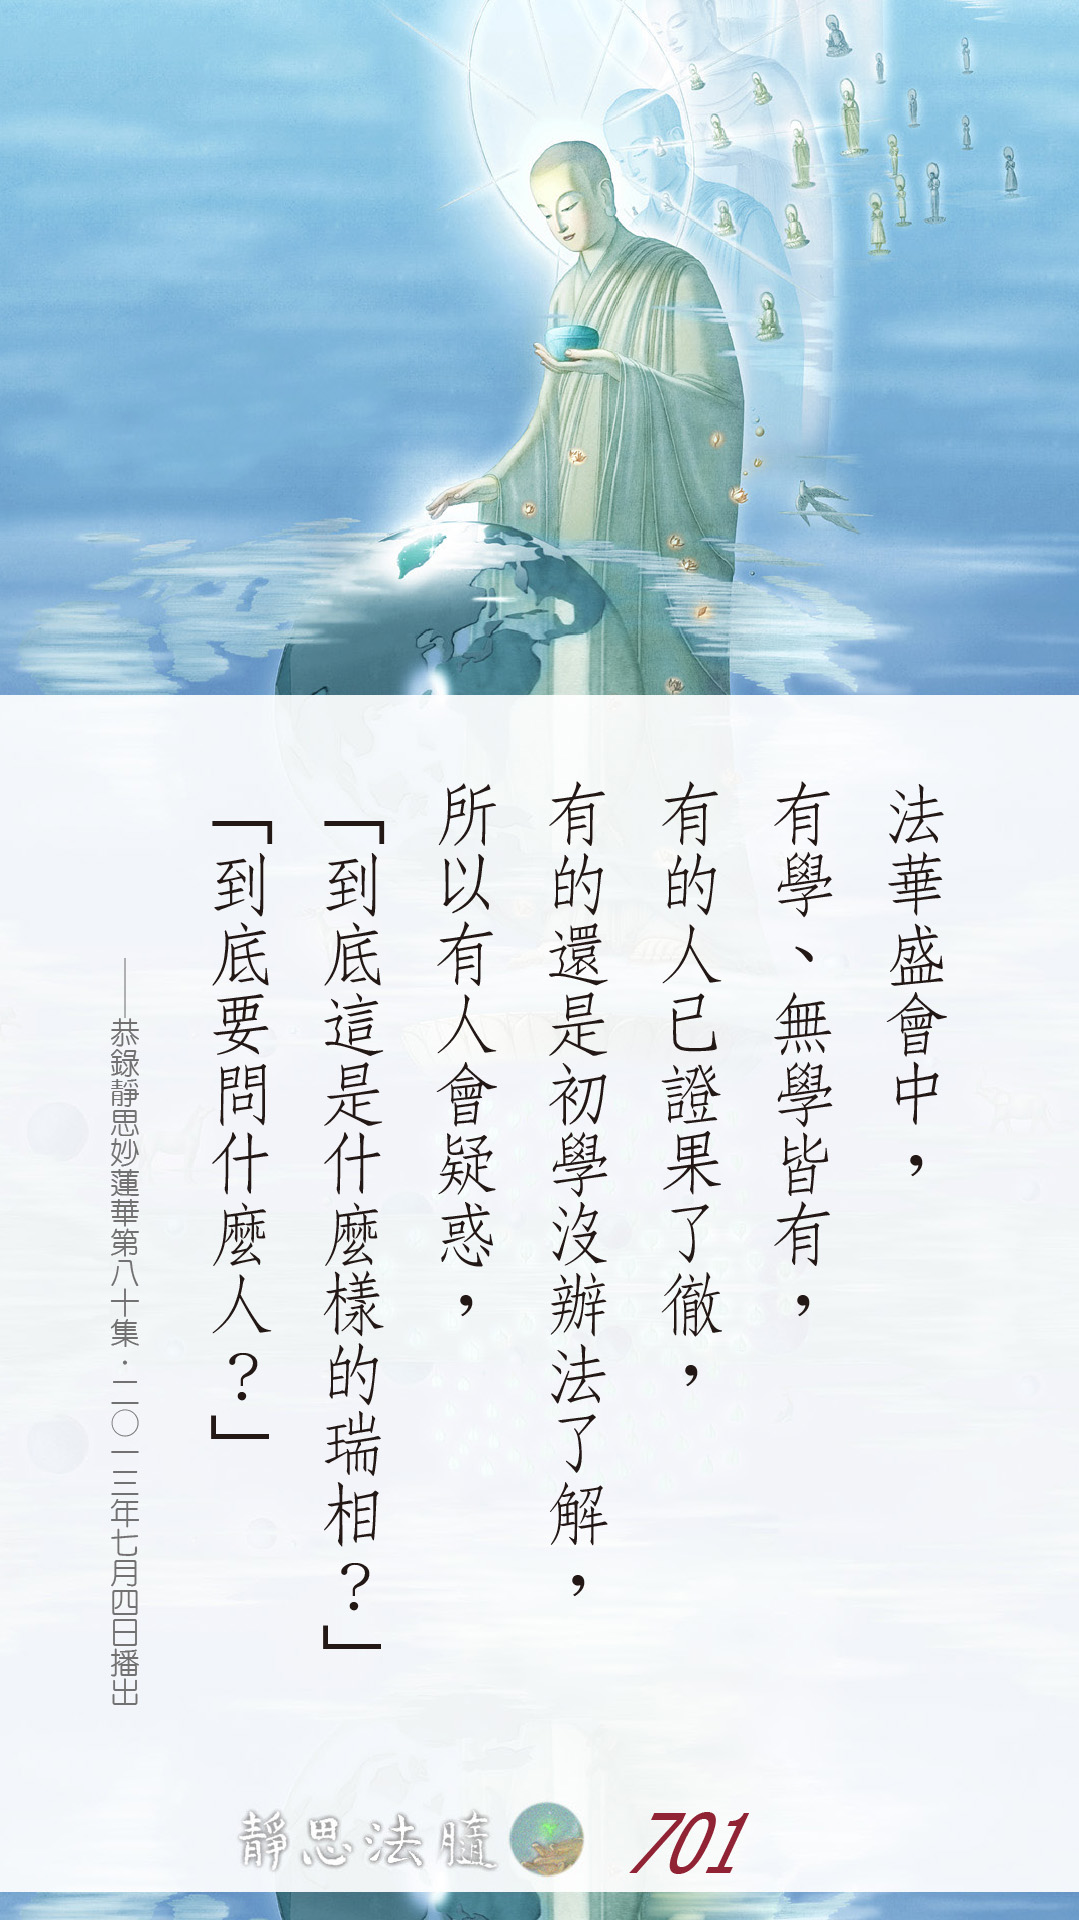 法華盛會中，
有學、無學皆有，
有的人已證果了徹，
有的還是初學沒辦法了解，
所以有人會疑惑，
「到底這是什麼樣的瑞相？」
「到底要問什麼人？」
——恭錄靜思妙蓮華第八十集．二〇一三年七月四日播出
靜思法髓
701